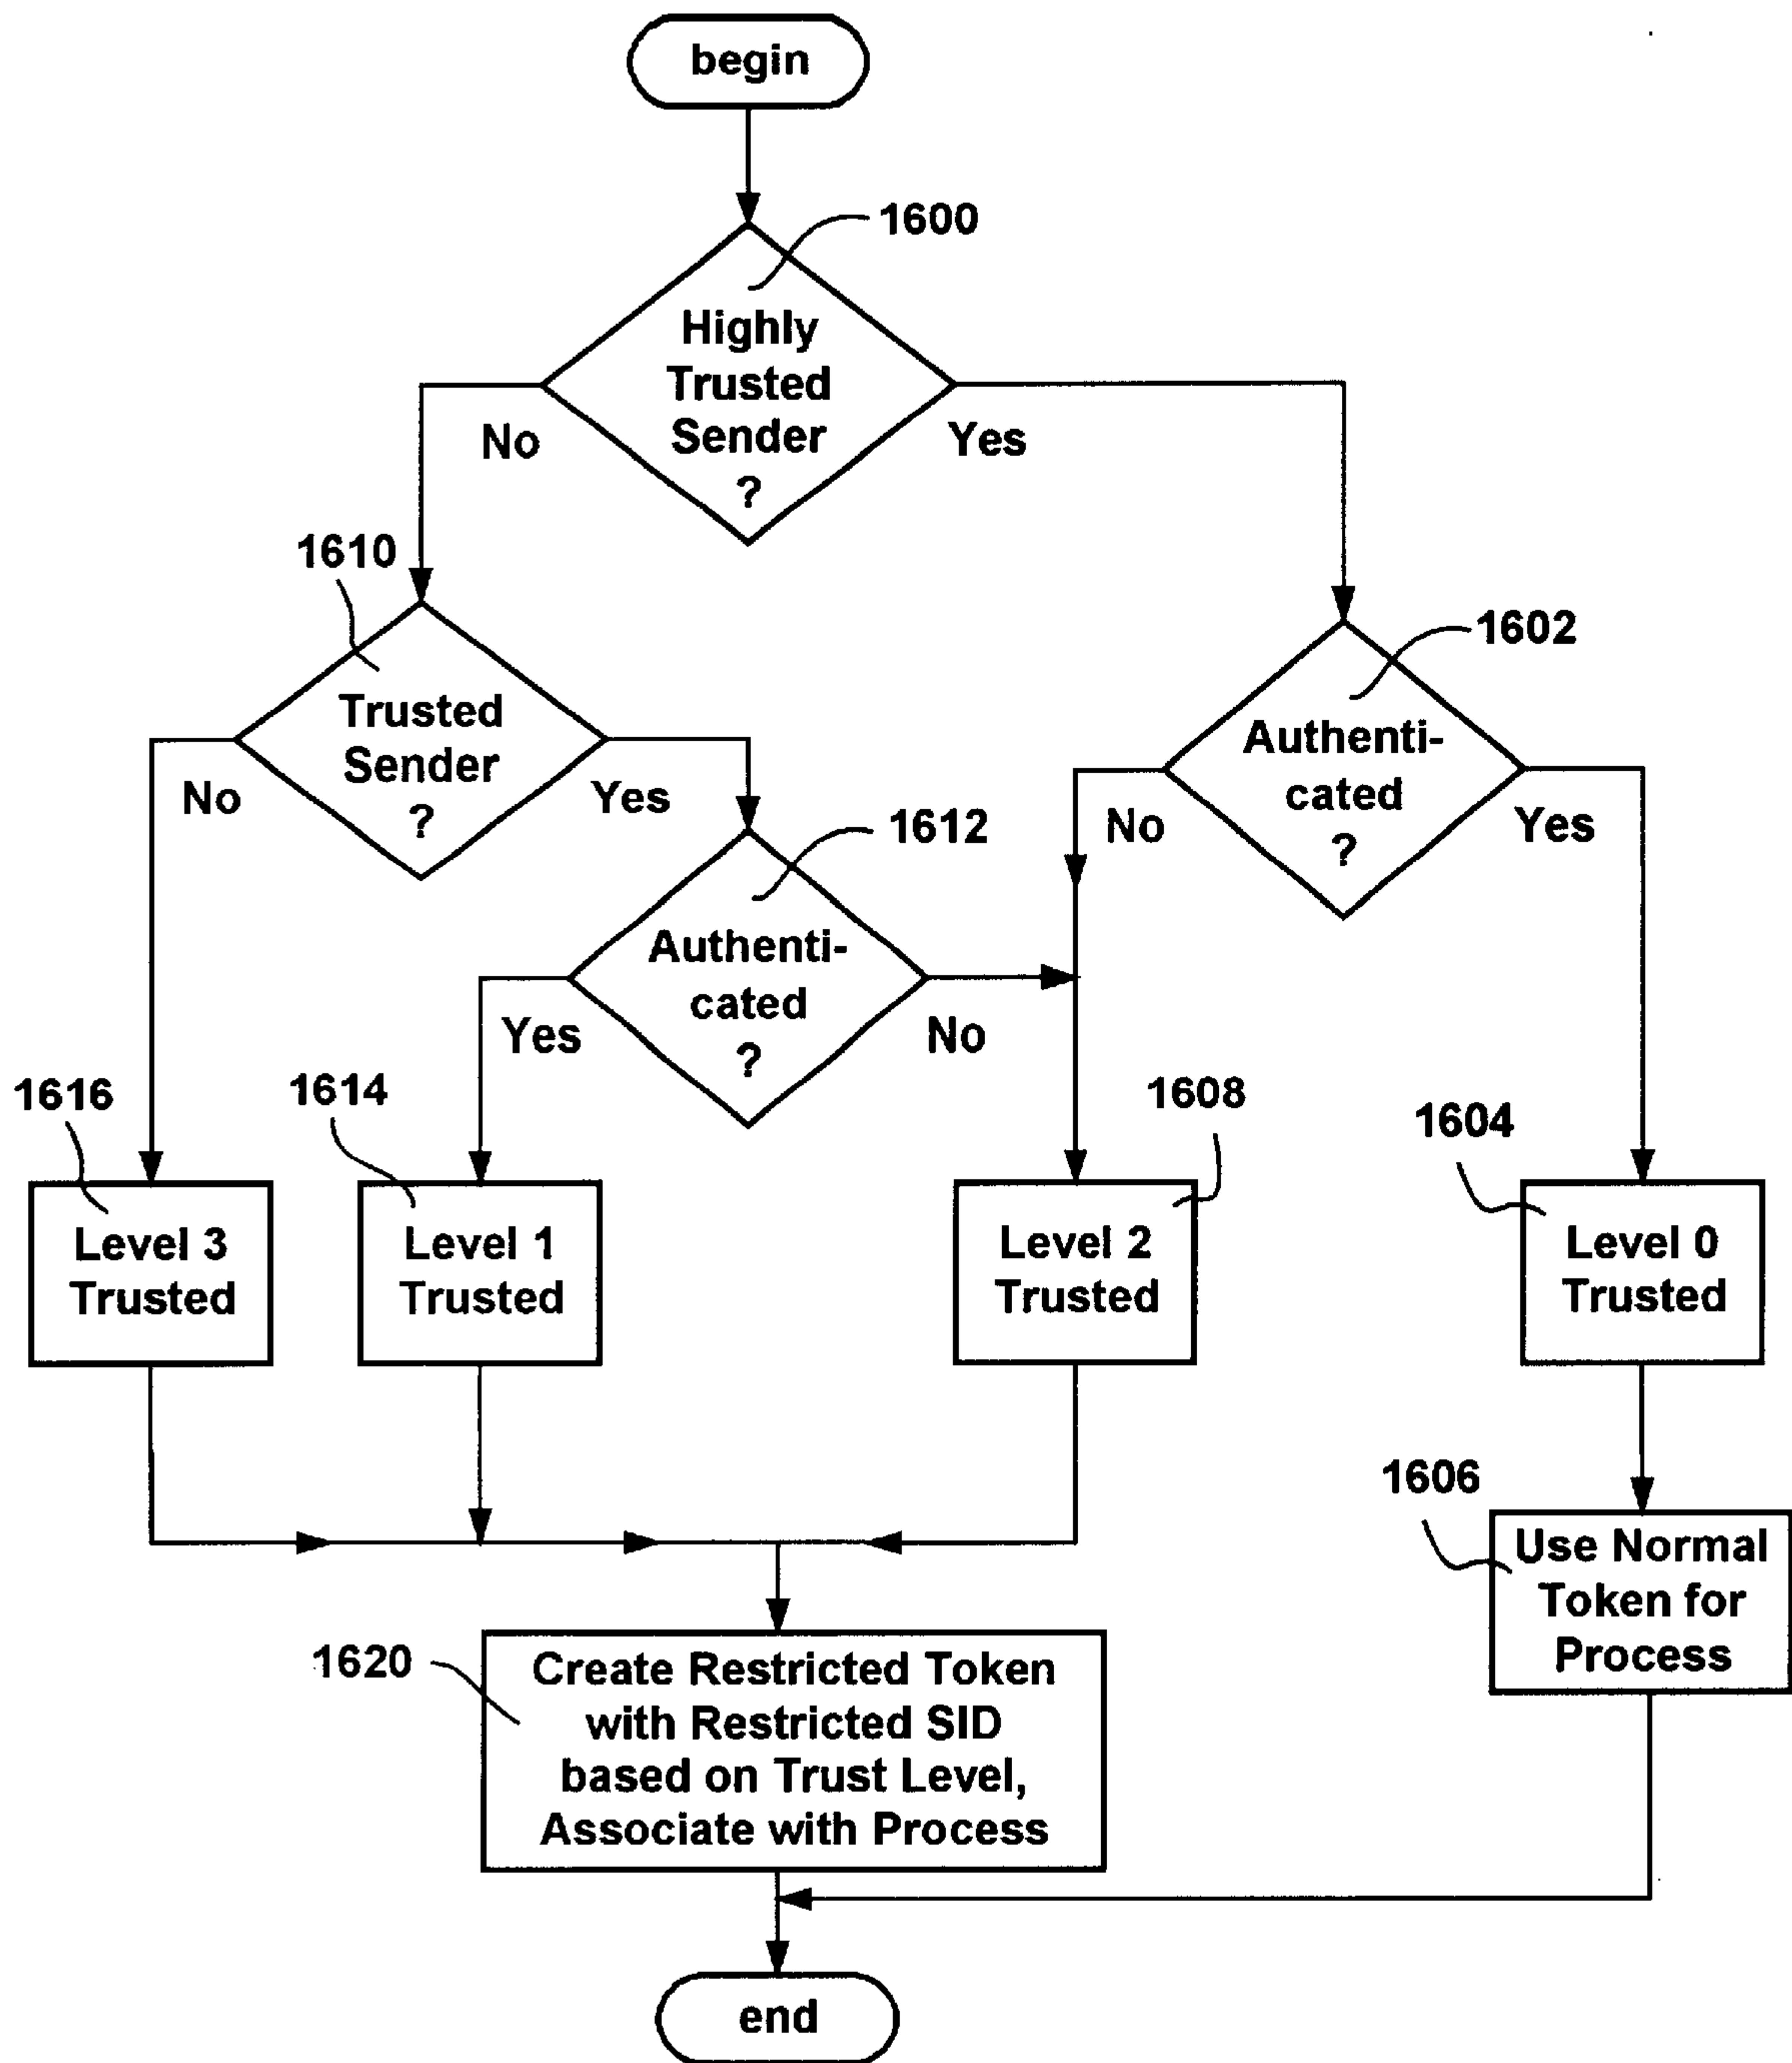 begin
1600
Highly
Trusted
Sender
?
No
Yes
1610
1602
Trusted
Sender
?
No
Yes
Authenti-
cated
?
No
Yes
1612
Authenti-
cated
?
Yes
No
1616
1614
1608
1604
Level 3
Trusted
Level 1
Trusted
Level 2
Trusted
Level 0
Trusted
1606
Use Normal
Token for
Process
1620
Create Restricted Token
with Restricted SID
based on Trust Level,
Associate with Process
end